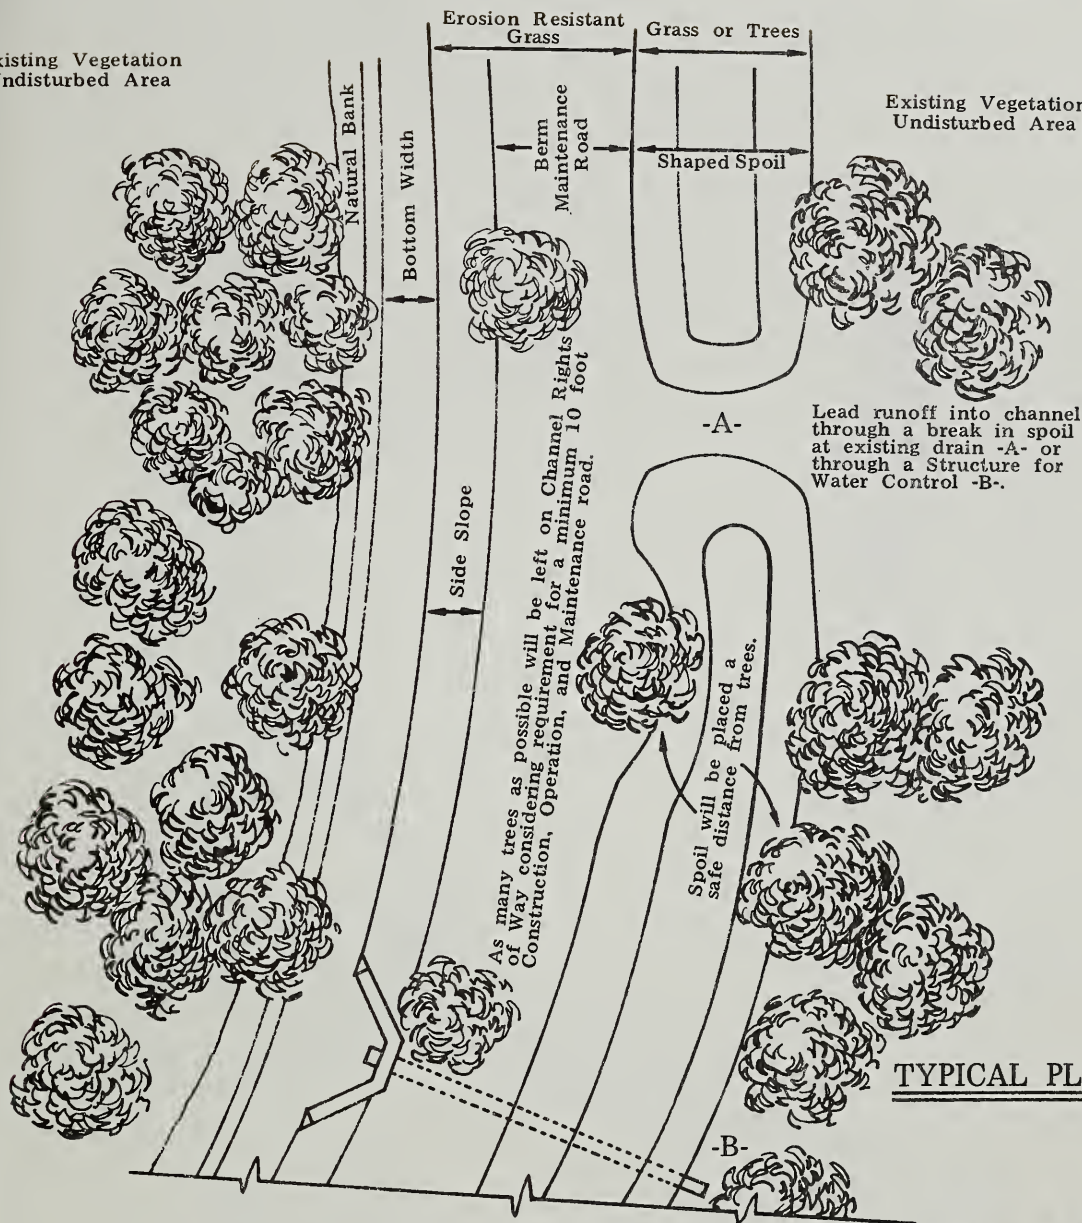 Erosion Resistant
Grass
Grass or Trees
xisting Vegetation
Undisturbed Area
Existing Vegetation
Undisturbed Area
Natural Bank
Bottom Width
Berm
Maintenance
Road
Shaped Spoil
-A-
Lead runoff into channel
through a break in spoil
at existing drain -A- or
through a Structure for
Water Control -B-.
Side Slope
As many trees as possible will be left on Channel Rights
of Way considering requirement for a minimum 10 foot
Construction, Operation, and Maintenance road.
Spoil will be placed a
safe distance from trees.
TYPICAL PL
-B-